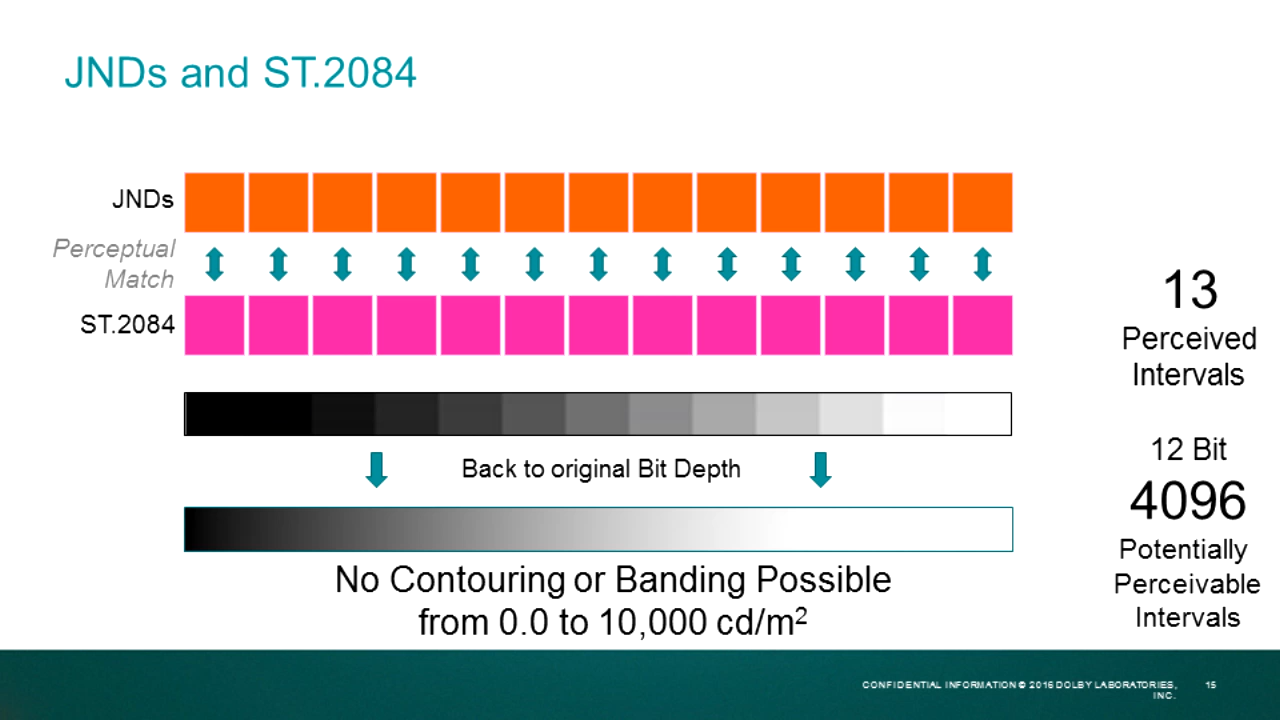 JNDs and ST.2084
JNDs
Perceptual
Match
ST.2084
13
Perceived
Intervals
Back to original Bit Depth
12 Bit
4096
Potentially
Perceivable
Intervals
No Contouring or Banding Possible
from 0.0 to 10,000 cd/m²
CONFIDENTIAL INFORMATION © 2016 DOLBY LABORATORIES,
INC.
15